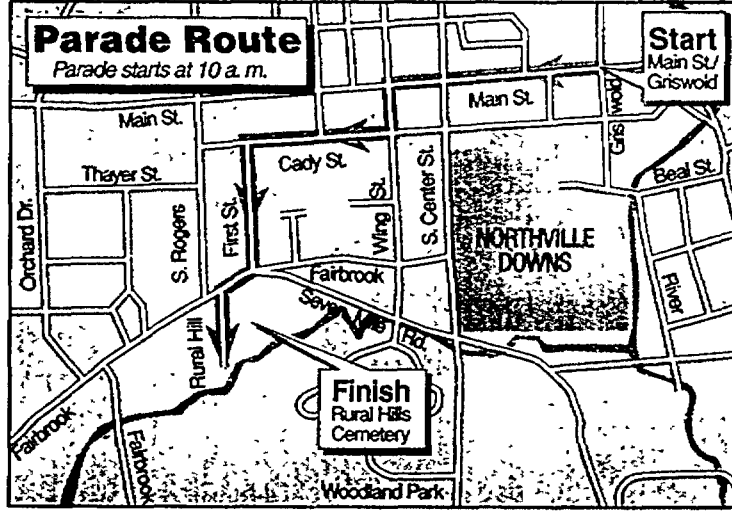 Parade Route
Parade starts at 10 a.m.
Start
Main St./
Griswold
Main St.
Main St.
Griswold
Cady St.
Thayer St.
Beal St.
Orchard Dr.
S. Rogers
First St.
Wing St.
S. Center St.
NORTHVILLE
DOWNS
River
Fairbrook
Seven Mile Rd.
Rural Hill
Finish
Rural Hills
Cemetery
Fairbrook
Fairbrook
Woodland Park